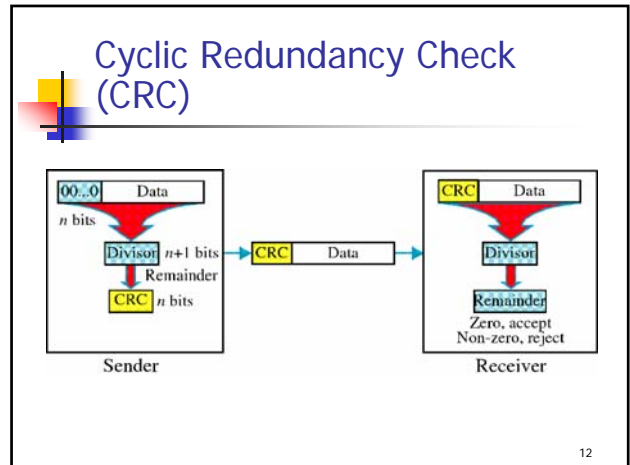 Cyclic Redundancy Check
(CRC)
00...0 Data
n bits
Divisor n+1 bits
Remainder
CRC n bits
Sender
CRC Data
CRC Data
Divisor
Remainder
Zero, accept
Non-zero, reject
Receiver
12